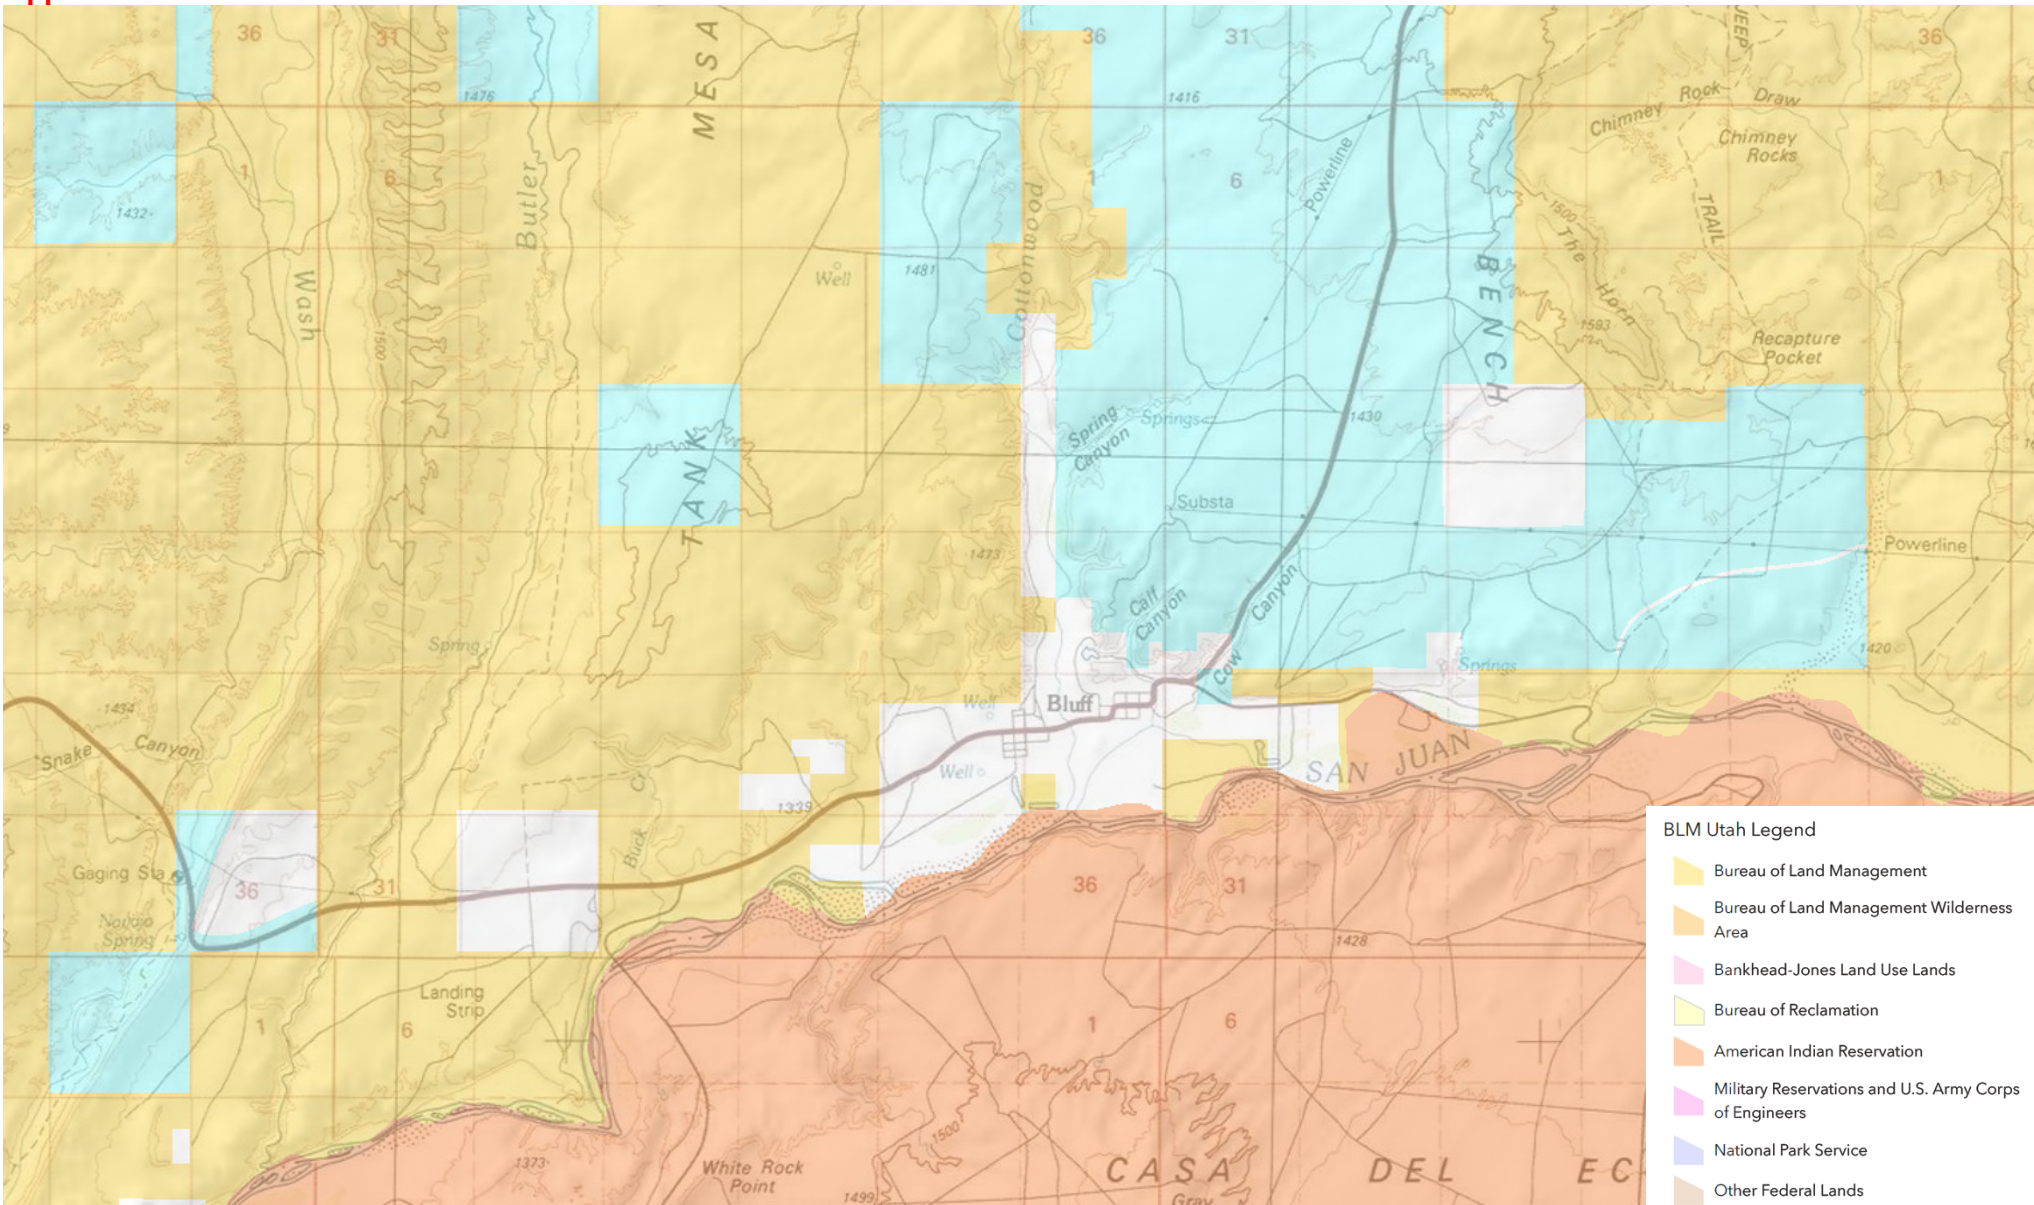 36
31
36
31
36
JEEP
MESA
1476
1416
Chimney Rock Draw
Chimney
Rocks
Powerline
1
6
1
6
1
1432
Butler
Cottonwood
TRAIL
1500
The Horn
Wash
Well
1481
BENCH
1500
1593
Recapture
Pocket
Spring
Canyon
Springs
1430
TANK
Substa
1473
Powerline
Calf
Canyon
Cow Canyon
Spring
Springs
1420
1434
Snake Canyon
Well
Bluff
Well
SAN JUAN
1339
Buck
Gaging Sta
36
31
36
31
Navajo
Spring
1428
Landing
Strip
1
6
1
6
1373
White Rock
Point
1499
1500
CASA DEL EC
Gray
BLM Utah Legend
Bureau of Land Management
Bureau of Land Management Wilderness
Area
Bankhead-Jones Land Use Lands
Bureau of Reclamation
American Indian Reservation
Military Reservations and U.S. Army Corps
of Engineers
National Park Service
Other Federal Lands